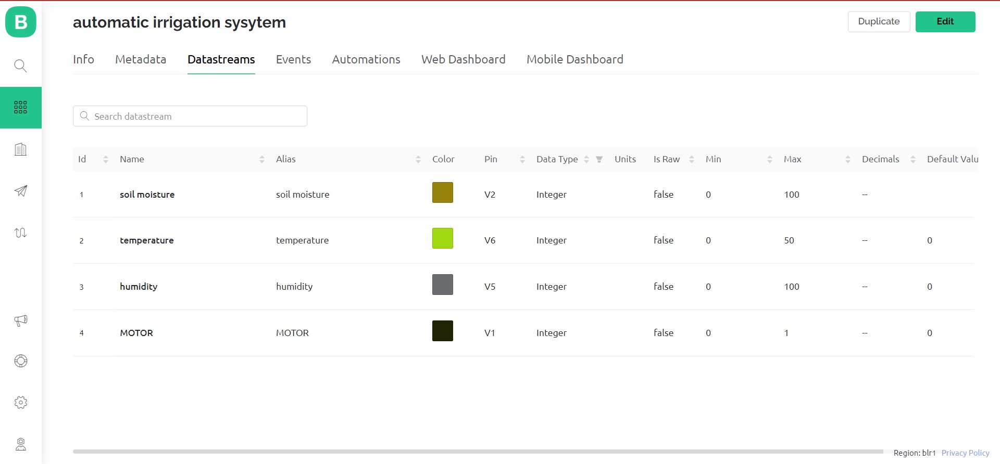 B
automatic irrigation sysytem
Duplicate Edit
Info Metadata Datastreams Events Automations Web Dashboard Mobile Dashboard
Search datastream
Id Name Alias Color Pin Data Type Units Is Raw Min Max Decimals Default Valu
1 soil moisture soil moisture V2 Integer false 0 100 --
2 temperature temperature V6 Integer false 0 50 -- 0
3 humidity humidity V5 Integer false 0 100 -- 0
4 MOTOR MOTOR V1 Integer false 0 1 -- 0
Region: blr1 Privacy Policy